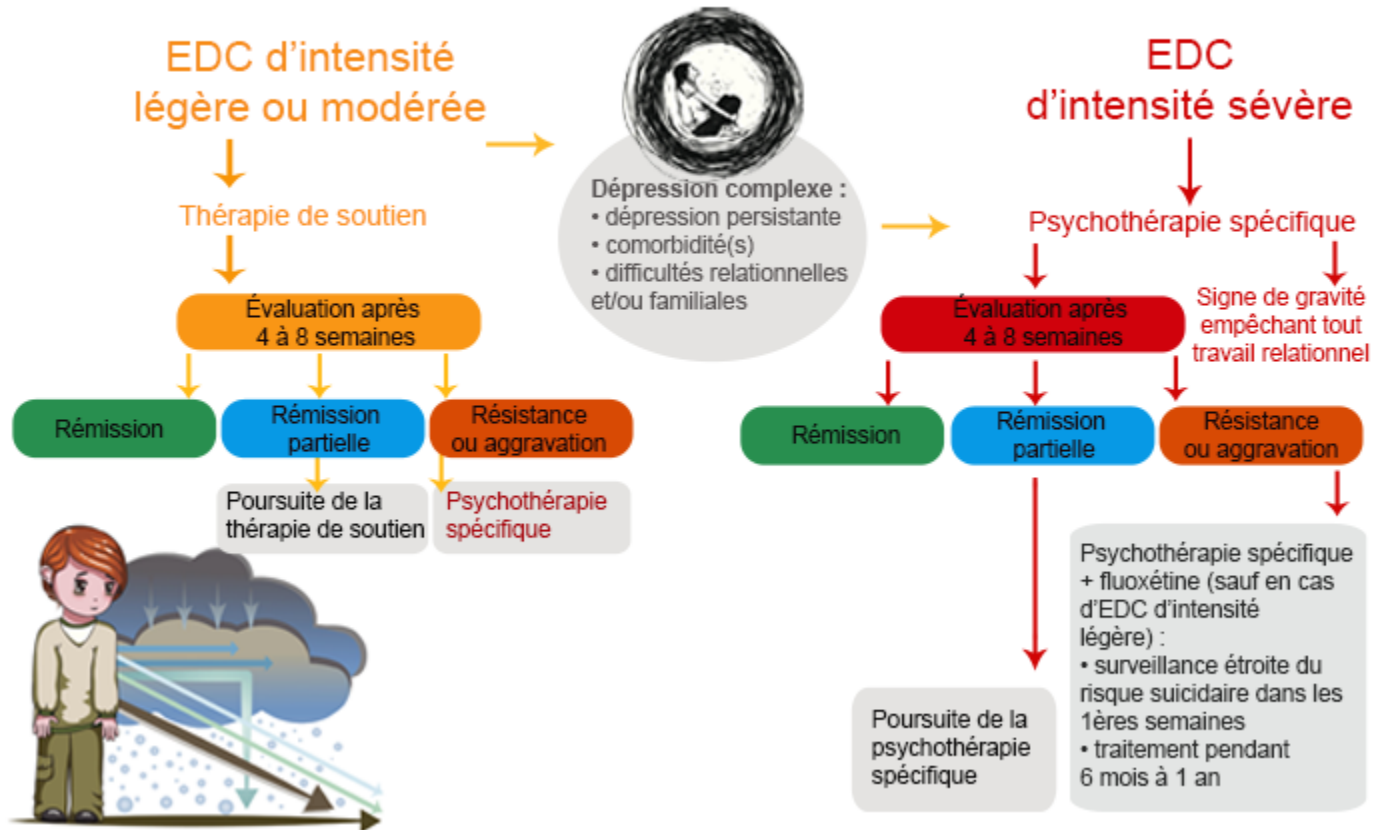 EDC d'intensité
légère ou modérée
Thérapie de soutien
Évaluation après
4 à 8 semaines
Rémission
Rémission
partielle
Résistance
ou aggravation
Poursuite de la
thérapie de soutien
Psychothérapie
spécifique
Dépression complexe :
• dépression persistante
• comorbidité(s)
• difficultés relationnelles
et/ou familiales
EDC
d'intensité sévère
Psychothérapie spécifique
Évaluation après
4 à 8 semaines
Signe de gravité
empêchant tout
travail relationnel
Rémission
Rémission
partielle
Résistance
ou aggravation
Poursuite de la
psychothérapie
spécifique
Psychothérapie spécifique
+ fluoxétine (sauf en cas
d'EDC d'intensité
légère) :
• surveillance étroite du
risque suicidaire dans les
1ères semaines
• traitement pendant
6 mois à 1 an